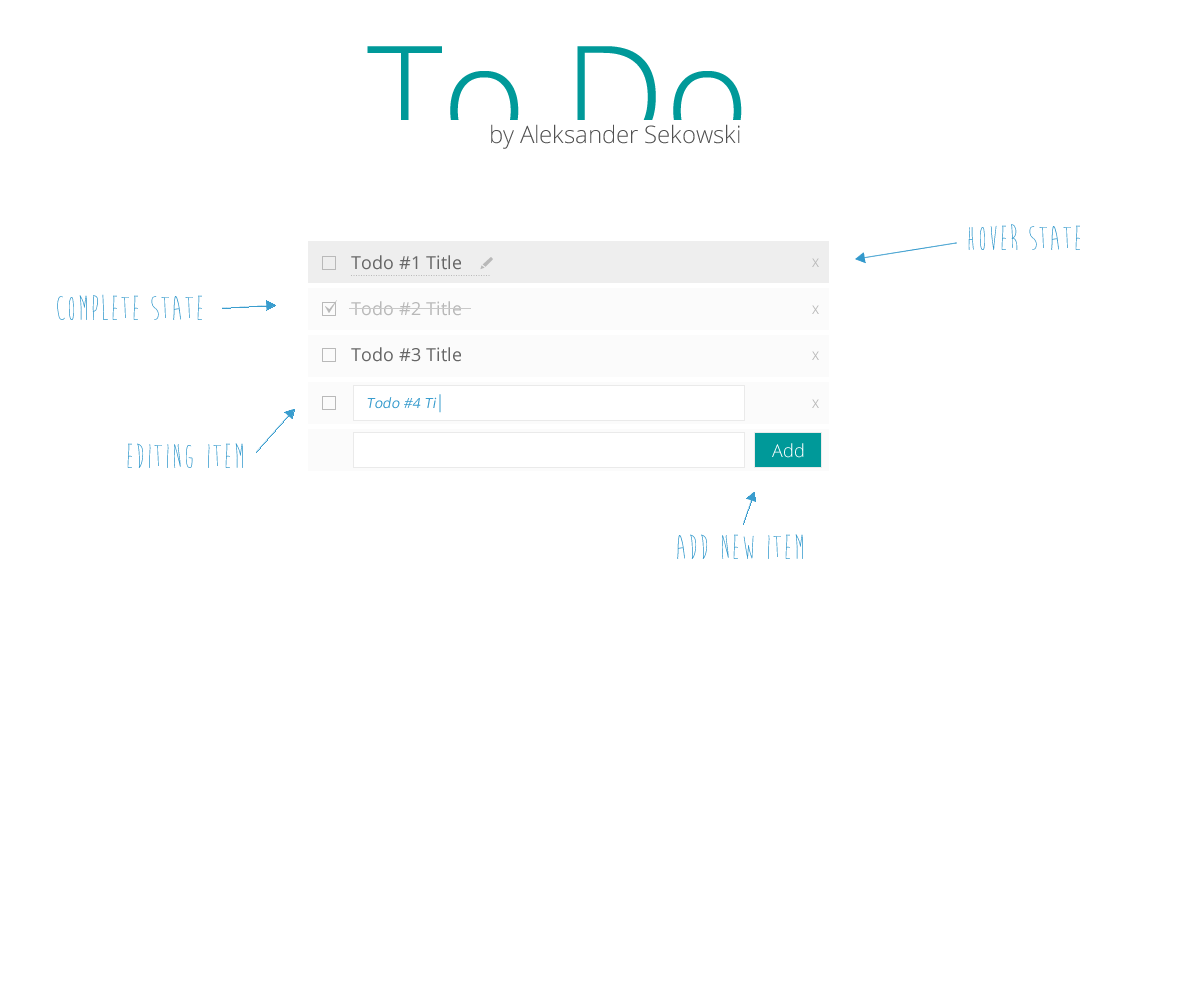 To Do
by Aleksander Sekowski
HOVER STATE
Todo #1 Title
x
COMPLETE STATE
Todo #2 Title
x
Todo #3 Title
x
Todo #4 Ti
x
EDITING ITEM
Add
ADD NEW ITEM